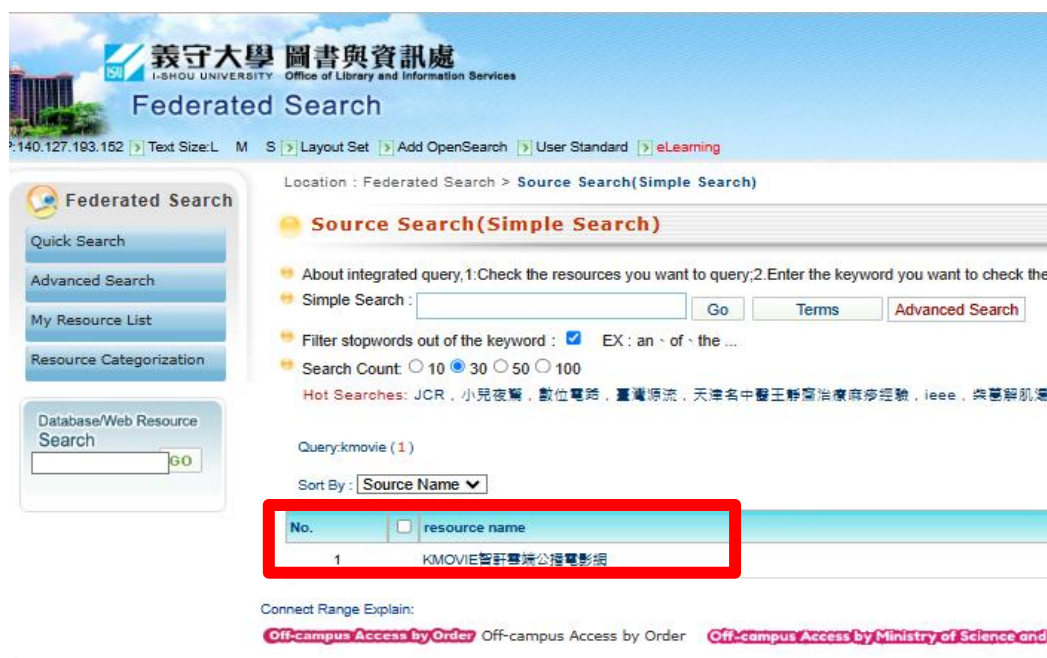 義守大學 圖書與資訊處
ISU I-SHOU UNIVERSITY Office of Library and Information Services
Federated Search
:140.127.193.152 Text Size:L M S Layout Set Add OpenSearch User Standard eLearning
Location : Federated Search > Source Search(Simple Search)
Federated Search
Quick Search
Advanced Search
My Resource List
Resource Categorization
Database/Web Resource
Search
GO
Source Search(Simple Search)
About integrated query,1:Check the resources you want to query;2.Enter the keyword you want to check the
Simple Search : Go Terms Advanced Search
Filter stopwords out of the keyword : EX : an、of、the ...
Search Count: 10 30 50 100
Hot Searches: JCR , 小兒夜驚 , 數位電路 , 臺灣源流 , 天津名中醫王靜齋治療麻疹經驗 , ieee , 柴葛解肌湯
Query:kmovie ( 1 )
Sort By : Source Name
No. resource name
1 KMOVIE智軒雲端公播電影網
Connect Range Explain:
Off-campus Access by Order Off-campus Access by Order Off-campus Access by Ministry of Science and